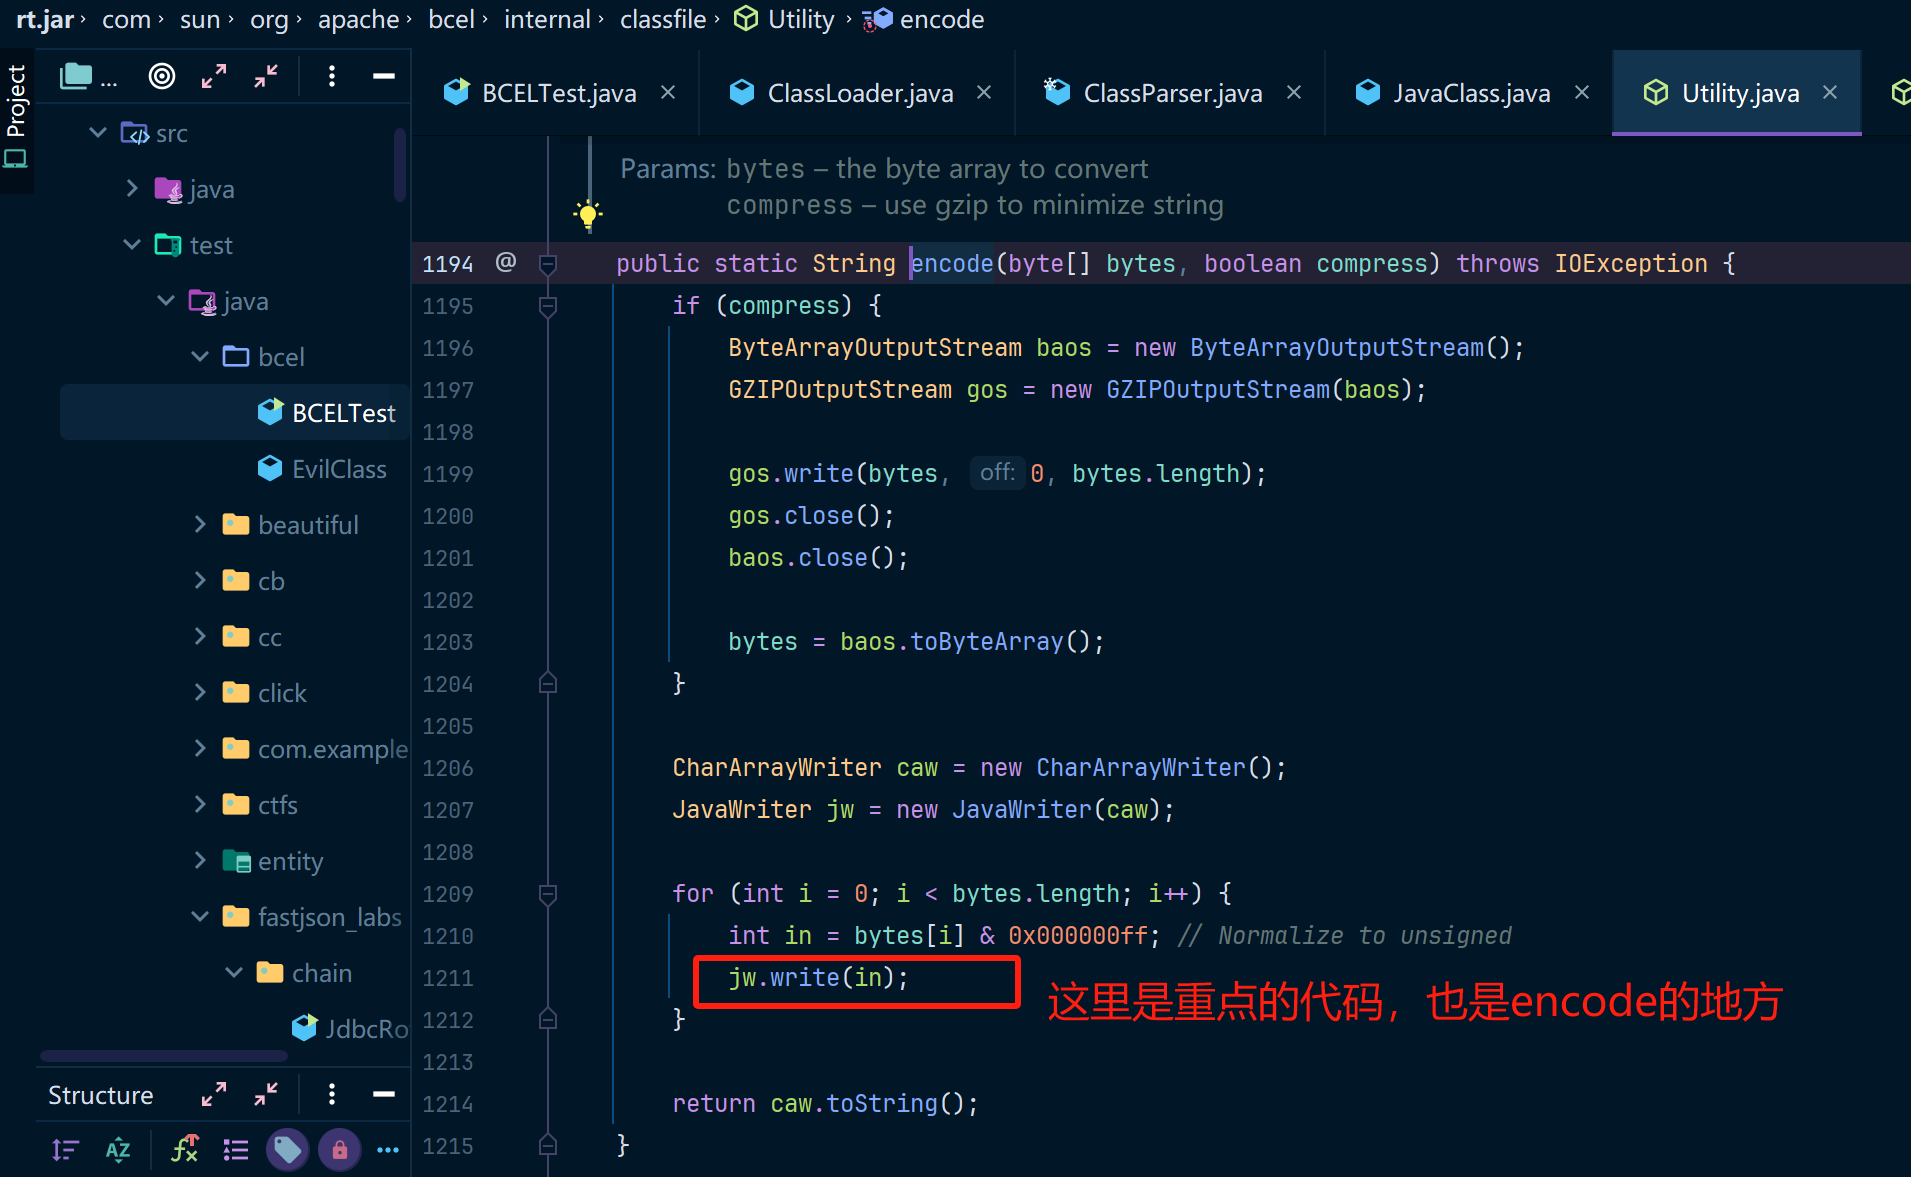 rt.jar › com › sun › org › apache › bcel › internal › classfile › Utility › encode
Project
...
src
java
test
java
bcel
BCELTest
EvilClass
beautiful
cb
cc
click
com.example
ctfs
entity
fastjson_labs
chain
JdbcRo
Structure
BCELTest.java
ClassLoader.java
ClassParser.java
JavaClass.java
Utility.java
Params: bytes – the byte array to convert
compress – use gzip to minimize string
1194 @ public static String encode(byte[] bytes, boolean compress) throws IOException {
1195 if (compress) {
1196 ByteArrayOutputStream baos = new ByteArrayOutputStream();
1197 GZIPOutputStream gos = new GZIPOutputStream(baos);
1198
1199 gos.write(bytes, off: 0, bytes.length);
1200 gos.close();
1201 baos.close();
1202
1203 bytes = baos.toByteArray();
1204 }
1205
1206 CharArrayWriter caw = new CharArrayWriter();
1207 JavaWriter jw = new JavaWriter(caw);
1208
1209 for (int i = 0; i < bytes.length; i++) {
1210 int in = bytes[i] & 0x000000ff; // Normalize to unsigned
1211 jw.write(in);
这里是重点的代码，也是encode的地方
1212 }
1213
1214 return caw.toString();
1215 }